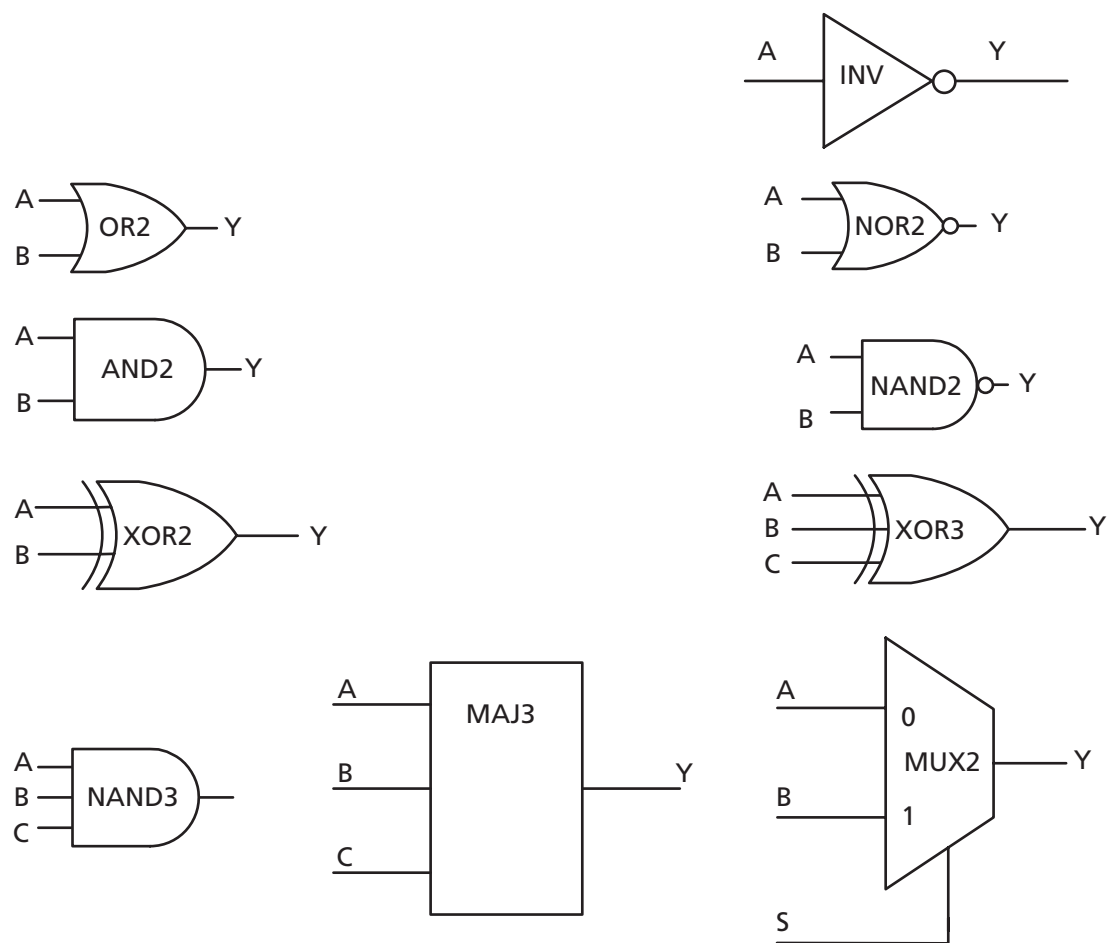 A INV Y
A OR2 Y
B
A NOR2 Y
B
A AND2 Y
B
A NAND2 Y
B
A XOR2 Y
B
A XOR3 Y
B
C
A
B NAND3
C
A MAJ3
B Y
C
A 0
MUX2 Y
B 1
S